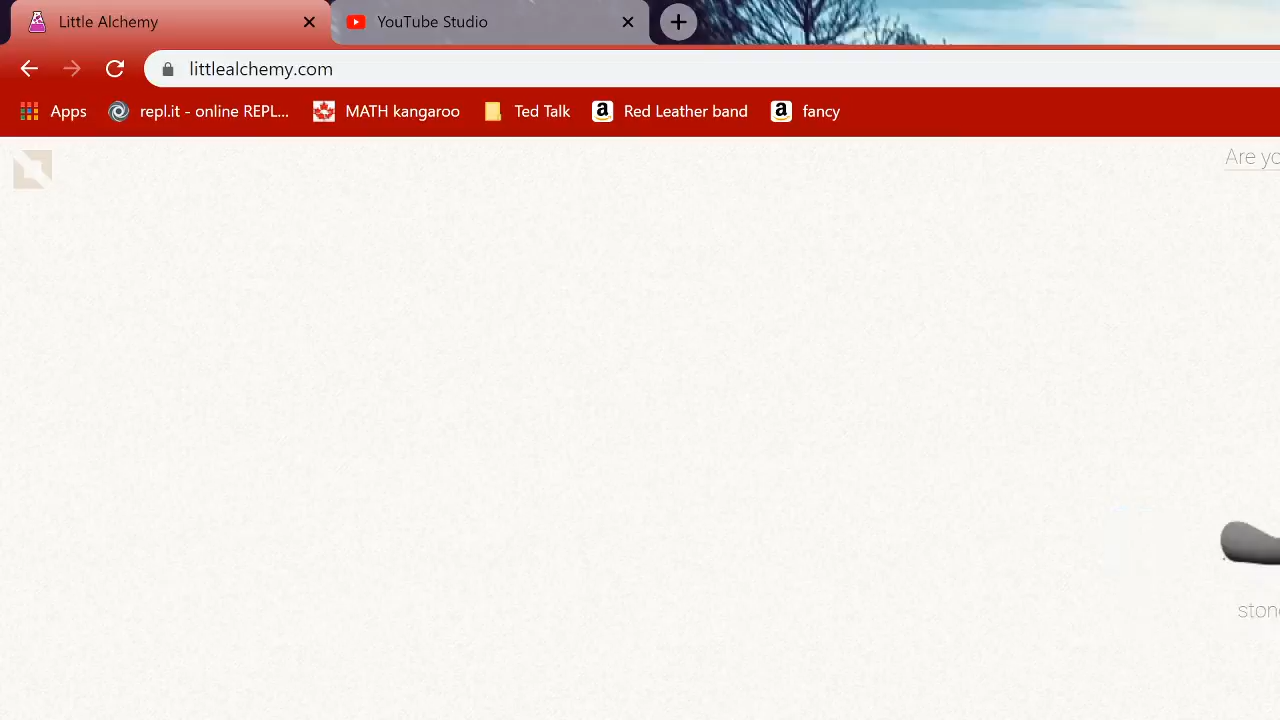 Little Alchemy YouTube Studio
littlealchemy.com
Apps repl.it - online REPL... MATH kangaroo Ted Talk Red Leather band fancy
Are